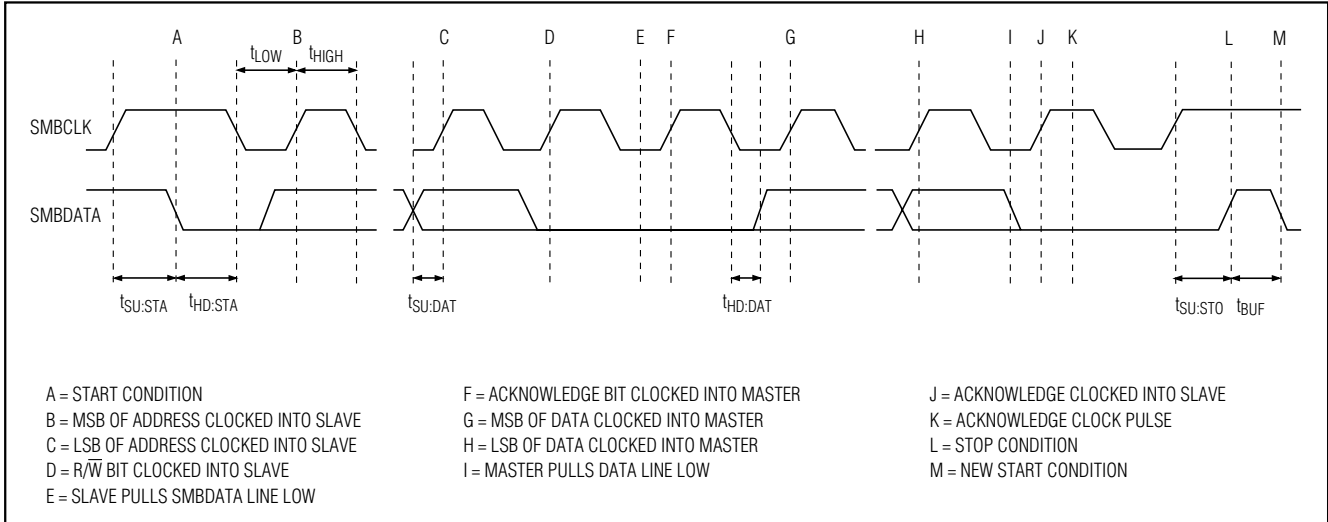 A B C D E F G H I J K L M
tLOW tHIGH
SMBCLK
SMBDATA
tSU:STA tHD:STA tSU:DAT tHD:DAT tSU:STO tBUF
A = START CONDITION
B = MSB OF ADDRESS CLOCKED INTO SLAVE
C = LSB OF ADDRESS CLOCKED INTO SLAVE
D = R/W̅ BIT CLOCKED INTO SLAVE
E = SLAVE PULLS SMBDATA LINE LOW
F = ACKNOWLEDGE BIT CLOCKED INTO MASTER
G = MSB OF DATA CLOCKED INTO MASTER
H = LSB OF DATA CLOCKED INTO MASTER
I = MASTER PULLS DATA LINE LOW
J = ACKNOWLEDGE CLOCKED INTO SLAVE
K = ACKNOWLEDGE CLOCK PULSE
L = STOP CONDITION
M = NEW START CONDITION